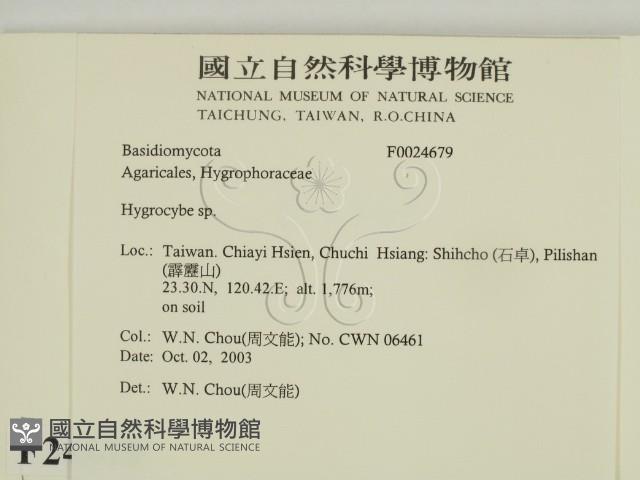 國立自然科學博物館
NATIONAL MUSEUM OF NATURAL SCIENCE
TAICHUNG, TAIWAN, R.O.CHINA
Basidiomycota F0024679
Agaricales, Hygrophoraceae
Hygrocybe sp.
Loc.: Taiwan. Chiayi Hsien, Chuchi Hsiang: Shihcho (石卓), Pilishan
(霹靂山)
23.30.N, 120.42.E; alt. 1,776m;
on soil
Col.: W.N. Chou(周文能); No. CWN 06461
Date: Oct. 02, 2003
Det.: W.N. Chou(周文能)
國立自然科學博物館
NATIONAL MUSEUM OF NATURAL SCIENCE